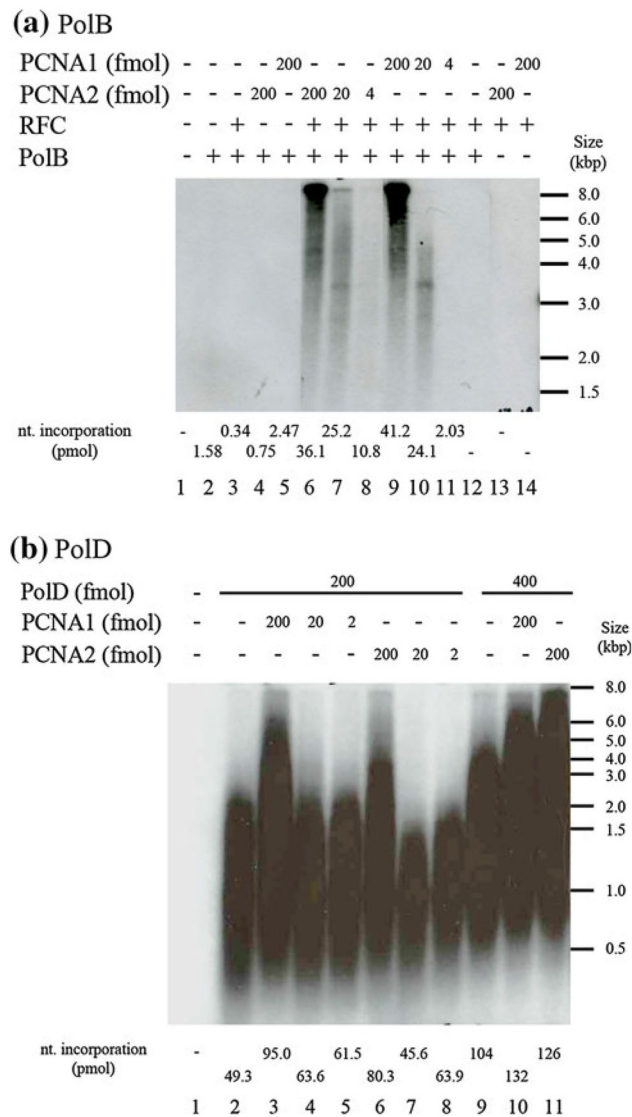 (a) PolB
PCNA1 (fmol) - - - - 200 - - - 200 20 4 - - 200
PCNA2 (fmol) - - - 200 - 200 20 4 - - - - 200 -
RFC - - + - - + + + + + + + + +
PolB - + + + + + + + + + + + - -
Size
(kbp)
8.0
6.0
5.0
4.0
3.0
2.0
1.5
nt. incorporation - 0.34 2.47 25.2 41.2 2.03 -
(pmol) 1.58 0.75 36.1 10.8 24.1 - -
1 2 3 4 5 6 7 8 9 10 11 12 13 14
(b) PolD
PolD (fmol) - 200 400
PCNA1 (fmol) - - 200 20 2 - - - - 200 -
PCNA2 (fmol) - - - - - 200 20 2 - - 200
Size
(kbp)
8.0
6.0
5.0
4.0
3.0
2.0
1.5
1.0
0.5
nt. incorporation - 95.0 61.5 45.6 104 126
(pmol) 49.3 63.6 80.3 63.9 132
1 2 3 4 5 6 7 8 9 10 11